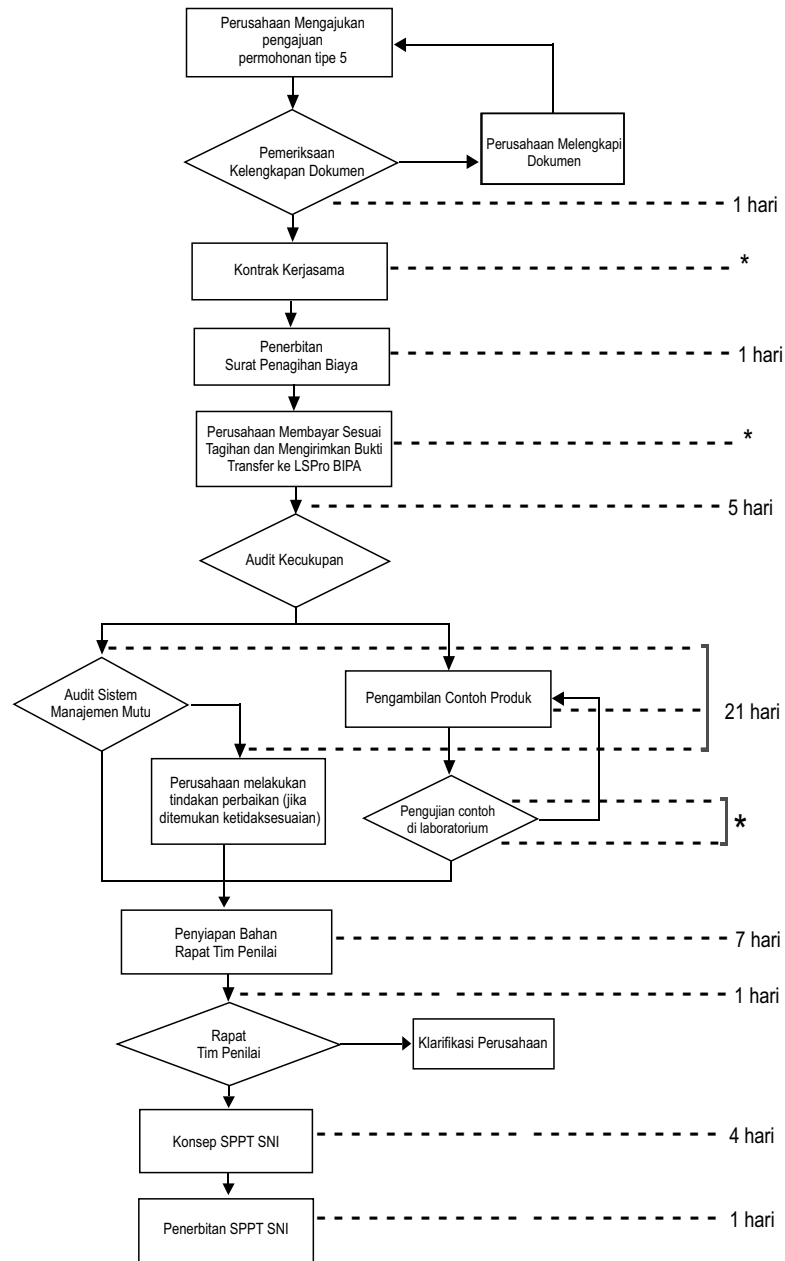 Perusahaan Mengajukan
pengajuan
permohonan tipe 5
Pemeriksaan
Kelengkapan Dokumen
Perusahaan Melengkapi
Dokumen
1 hari
Kontrak Kerjasama
*
Penerbitan
Surat Penagihan Biaya
1 hari
Perusahaan Membayar Sesuai
Tagihan dan Mengirimkan Bukti
Transfer ke LSPro BIPA
*
5 hari
Audit Kecukupan
Audit Sistem
Manajemen Mutu
Pengambilan Contoh Produk
21 hari
Perusahaan melakukan
tindakan perbaikan (jika
ditemukan ketidaksesuaian)
Pengujian contoh
di laboratorium
*
Penyiapan Bahan
Rapat Tim Penilai
7 hari
1 hari
Rapat
Tim Penilai
Klarifikasi Perusahaan
Konsep SPPT SNI
4 hari
Penerbitan SPPT SNI
1 hari